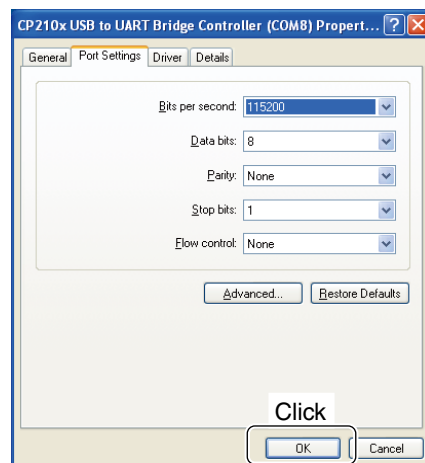 CP210x USB to UART Bridge Controller (COM8) Propert...
General Port Settings Driver Details
Bits per second: 115200
Data bits: 8
Parity: None
Stop bits: 1
Flow control: None
Advanced... Restore Defaults
Click
OK Cancel